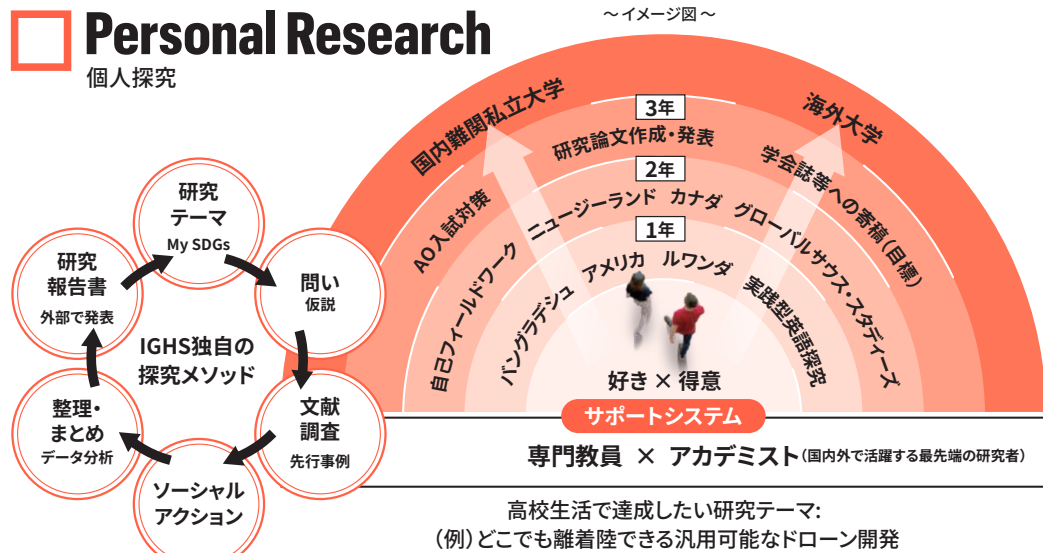 Personal Research
個人探究
～イメージ図～
研究
テーマ
My SDGs
問い
仮説
文献
調査
先行事例
ソーシャル
アクション
整理・
まとめ
データ分析
研究
報告書
外部で発表
IGHS独自の
探究メソッド
国内難関私立大学
海外大学
3年
AO入試対策
研究論文作成・発表
学会誌等への寄稿(目標)
2年
自己フィールドワーク
ニュージーランド カナダ
グローバルサウス・スタディーズ
1年
バングラデシュ
アメリカ ルワンダ
実践型英語探究
好き × 得意
サポートシステム
専門教員 × アカデミスト(国内外で活躍する最先端の研究者)
高校生活で達成したい研究テーマ:
(例)どこでも離着陸できる汎用可能なドローン開発